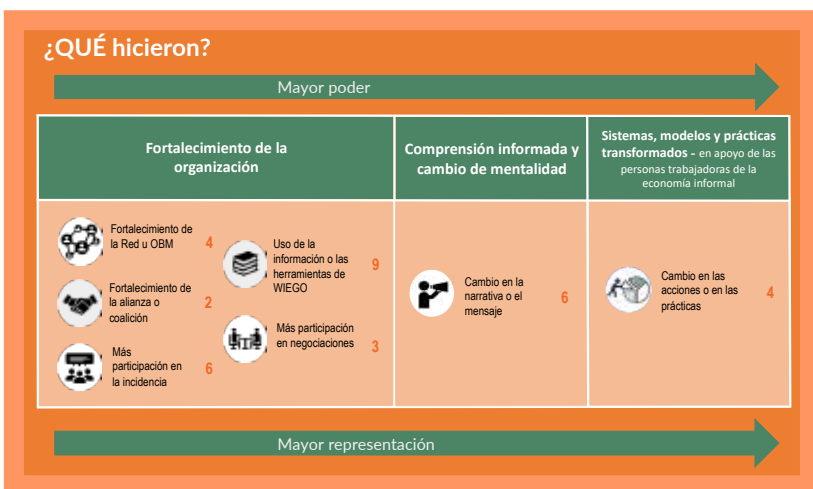 ¿QUÉ hicieron?
Mayor poder
Fortalecimiento de la
organización
Comprensión informada y
cambio de mentalidad
Sistemas, modelos y prácticas
transformados - en apoyo de las
personas trabajadoras de la
economía informal
Fortalecimiento de
la Red u OBM
4
Fortalecimiento de
la alianza o
coalición
2
Más
participación en
la incidencia
6
Uso de la
información o las
herramientas de
WIEGO
9
Más participación
en negociaciones
3
Cambio en la
narrativa o el
mensaje
6
Cambio en las
acciones o en las
prácticas
4
Mayor representación